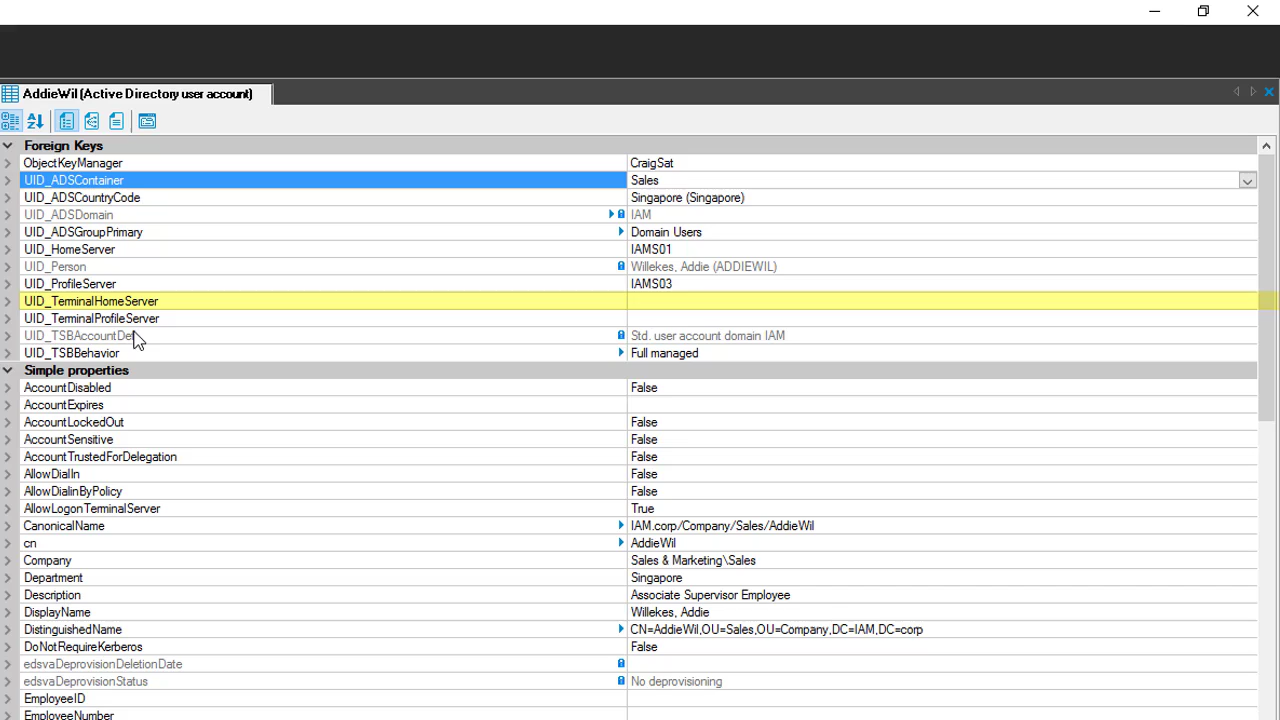 AddieWil (Active Directory user account)
Foreign Keys
ObjectKeyManager CraigSat
UID_ADSContainer Sales
UID_ADSCountryCode Singapore (Singapore)
UID_ADSDomain IAM
UID_ADSGroupPrimary Domain Users
UID_HomeServer IAMS01
UID_Person Willekes, Addie (ADDIEWIL)
UID_ProfileServer IAMS03
UID_TerminalHomeServer
UID_TerminalProfileServer
UID_TSBAccountDef Std. user account domain IAM
UID_TSBBehavior Full managed
Simple properties
AccountDisabled False
AccountExpires
AccountLockedOut False
AccountSensitive False
AccountTrustedForDelegation False
AllowDialIn False
AllowDialinByPolicy False
AllowLogonTerminalServer True
CanonicalName IAM.corp/Company/Sales/AddieWil
cn AddieWil
Company Sales & Marketing\Sales
Department Singapore
Description Associate Supervisor Employee
DisplayName Willekes, Addie
DistinguishedName CN=AddieWil,OU=Sales,OU=Company,DC=IAM,DC=corp
DoNotRequireKerberos False
edsvaDeprovisionDeletionDate
edsvaDeprovisionStatus No deprovisioning
EmployeeID
EmployeeNumber